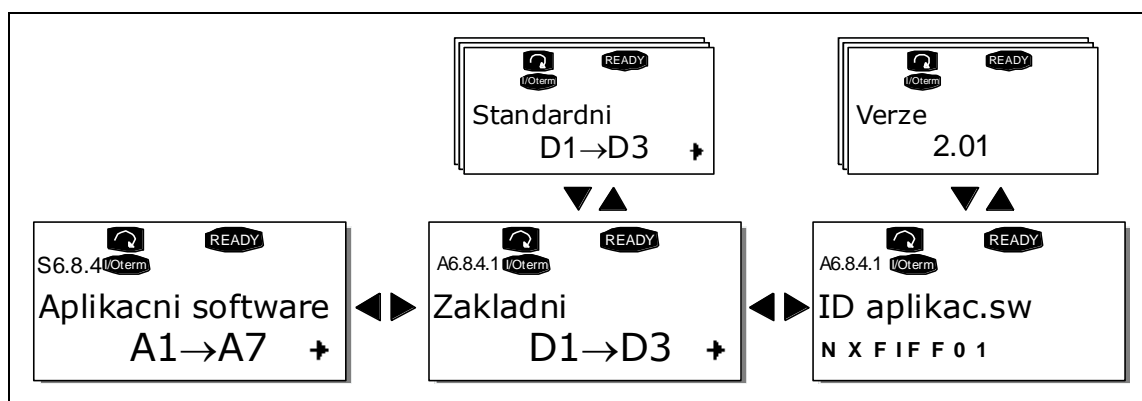 READY
I/Oterm
Standardni
D1→D3
READY
I/Oterm
Verze
2.01
READY
S6.8.4 I/Oterm
Aplikacni software
A1→A7
READY
A6.8.4.1 I/Oterm
Zakladni
D1→D3
READY
A6.8.4.1 I/Oterm
ID aplikac.sw
NXFIFF01